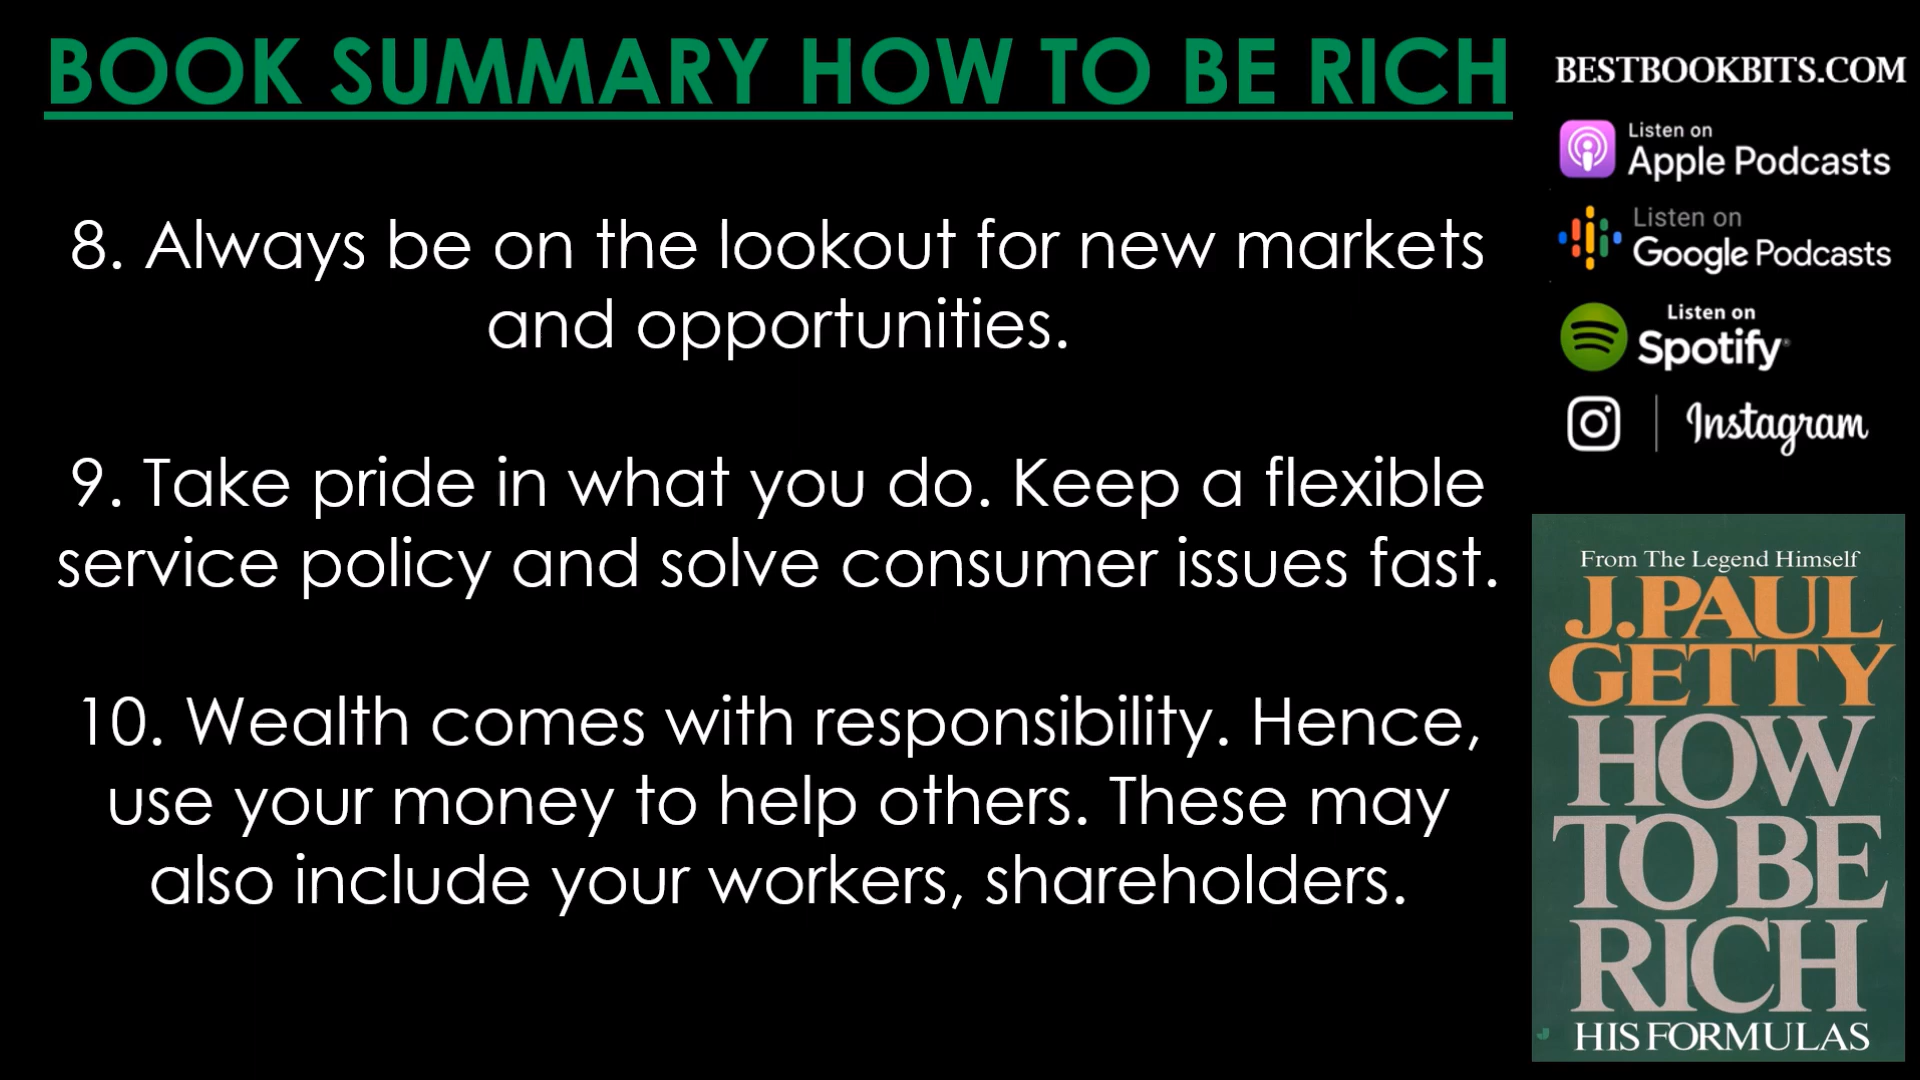 BOOK SUMMARY HOW TO BE RICH
8. Always be on the lookout for new markets
and opportunities.
9. Take pride in what you do. Keep a flexible
service policy and solve consumer issues fast.
10. Wealth comes with responsibility. Hence,
use your money to help others. These may
also include your workers, shareholders.
BESTBOOKBITS.COM
Listen on
Apple Podcasts
Listen on
Google Podcasts
Listen on
Spotify
Instagram
From The Legend Himself
J. PAUL
GETTY
HOW
TO BE
RICH
HIS FORMULAS